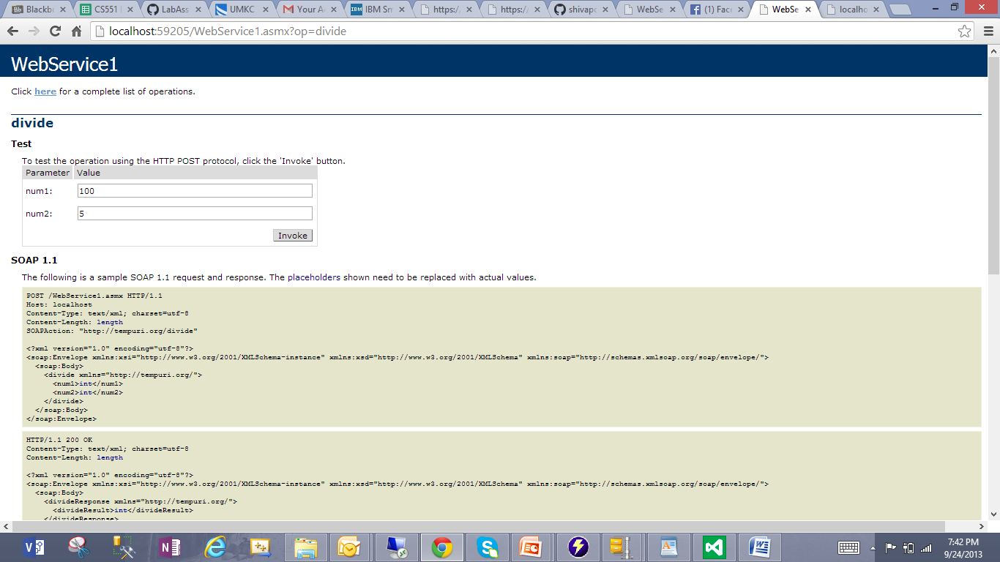 Blackb
CS551
LabAss
UMKC
Your A
IBM Sm
https:/
https:/
shivap
WebSe
(1) Fac
WebSe
localho
localhost:59205/WebService1.asmx?op=divide
WebService1
Click here for a complete list of operations.
divide
Test
To test the operation using the HTTP POST protocol, click the 'Invoke' button.
Parameter Value
num1: 100
num2: 5
Invoke
SOAP 1.1
The following is a sample SOAP 1.1 request and response. The placeholders shown need to be replaced with actual values.
POST /WebService1.asmx HTTP/1.1
Host: localhost
Content-Type: text/xml; charset=utf-8
Content-Length: length
SOAPAction: "http://tempuri.org/divide"
<?xml version="1.0" encoding="utf-8"?>
<soap:Envelope xmlns:xsi="http://www.w3.org/2001/XMLSchema-instance" xmlns:xsd="http://www.w3.org/2001/XMLSchema" xmlns:soap="http://schemas.xmlsoap.org/soap/envelope/">
<soap:Body>
<divide xmlns="http://tempuri.org/">
<num1>int</num1>
<num2>int</num2>
</divide>
</soap:Body>
</soap:Envelope>
HTTP/1.1 200 OK
Content-Type: text/xml; charset=utf-8
Content-Length: length
<?xml version="1.0" encoding="utf-8"?>
<soap:Envelope xmlns:xsi="http://www.w3.org/2001/XMLSchema-instance" xmlns:xsd="http://www.w3.org/2001/XMLSchema" xmlns:soap="http://schemas.xmlsoap.org/soap/envelope/">
<soap:Body>
<divideResponse xmlns="http://tempuri.org/">
<divideResult>int</divideResult>
</divideResponse>
7:42 PM
9/24/2013